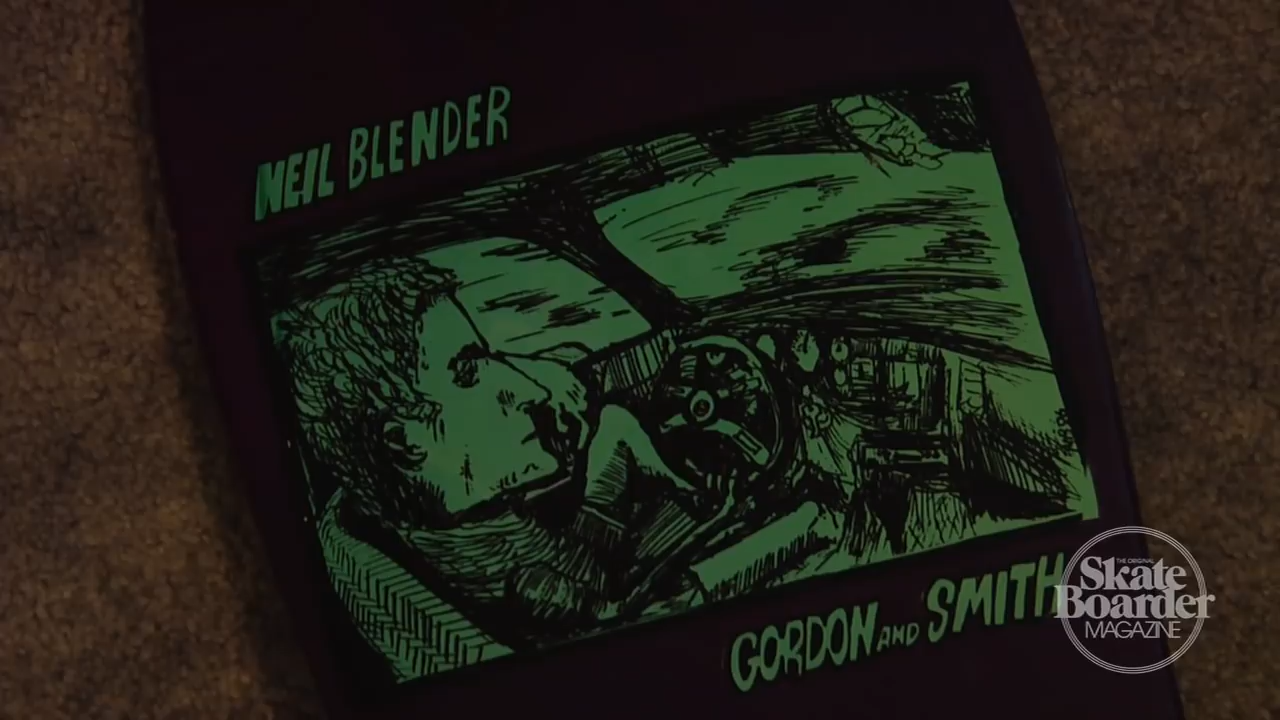 NEIL BLENDER
GORDON AND SMITH
THE ORIGINAL
Skate
Boarder
MAGAZINE